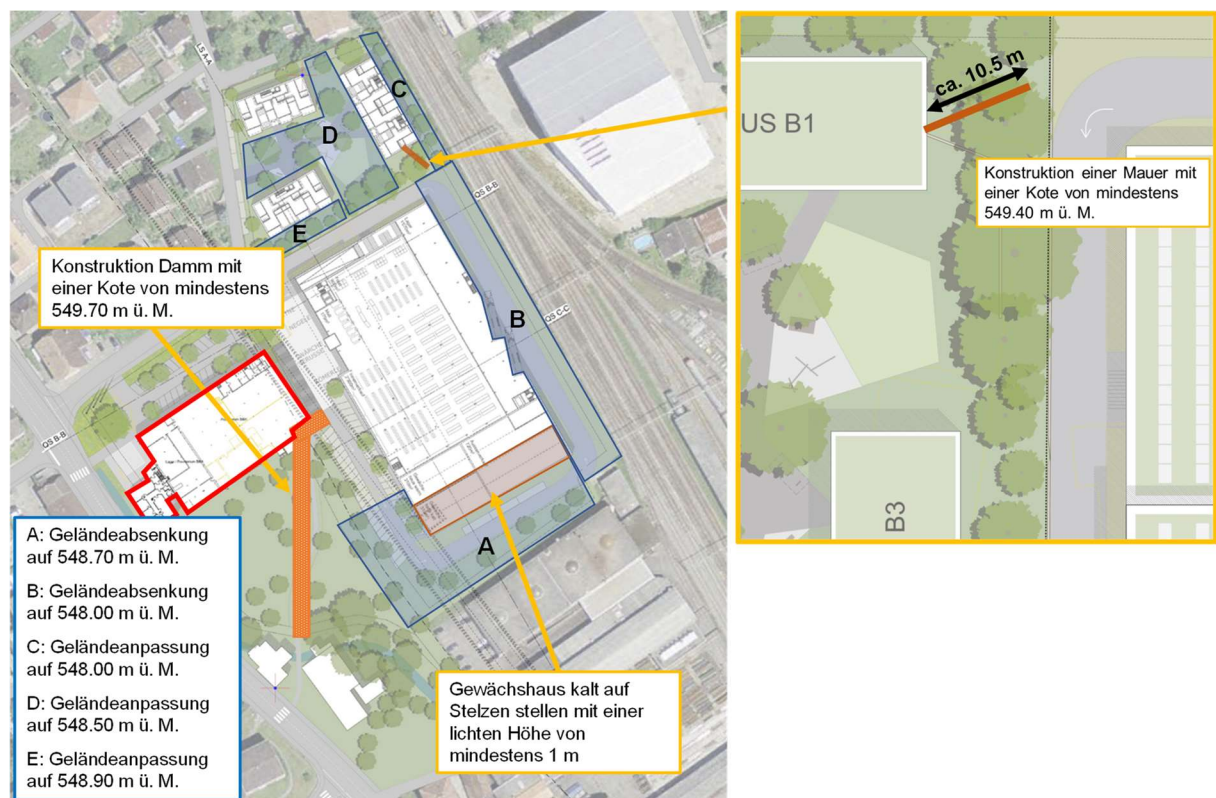 LS A-A
C
D
E
QS B-B
B
QS C-C
Konstruktion Damm mit
einer Kote von mindestens
549.70 m ü. M.
QS B-B
A
A: Geländeabsenkung
auf 548.70 m ü. M.
B: Geländeabsenkung
auf 548.00 m ü. M.
C: Geländeanpassung
auf 548.00 m ü. M.
D: Geländeanpassung
auf 548.50 m ü. M.
E: Geländeanpassung
auf 548.90 m ü. M.
Gewächshaus kalt auf
Stelzen stellen mit einer
lichten Höhe von
mindestens 1 m
ca. 10.5 m
US B1
Konstruktion einer Mauer mit
einer Kote von mindestens
549.40 m ü. M.
B3